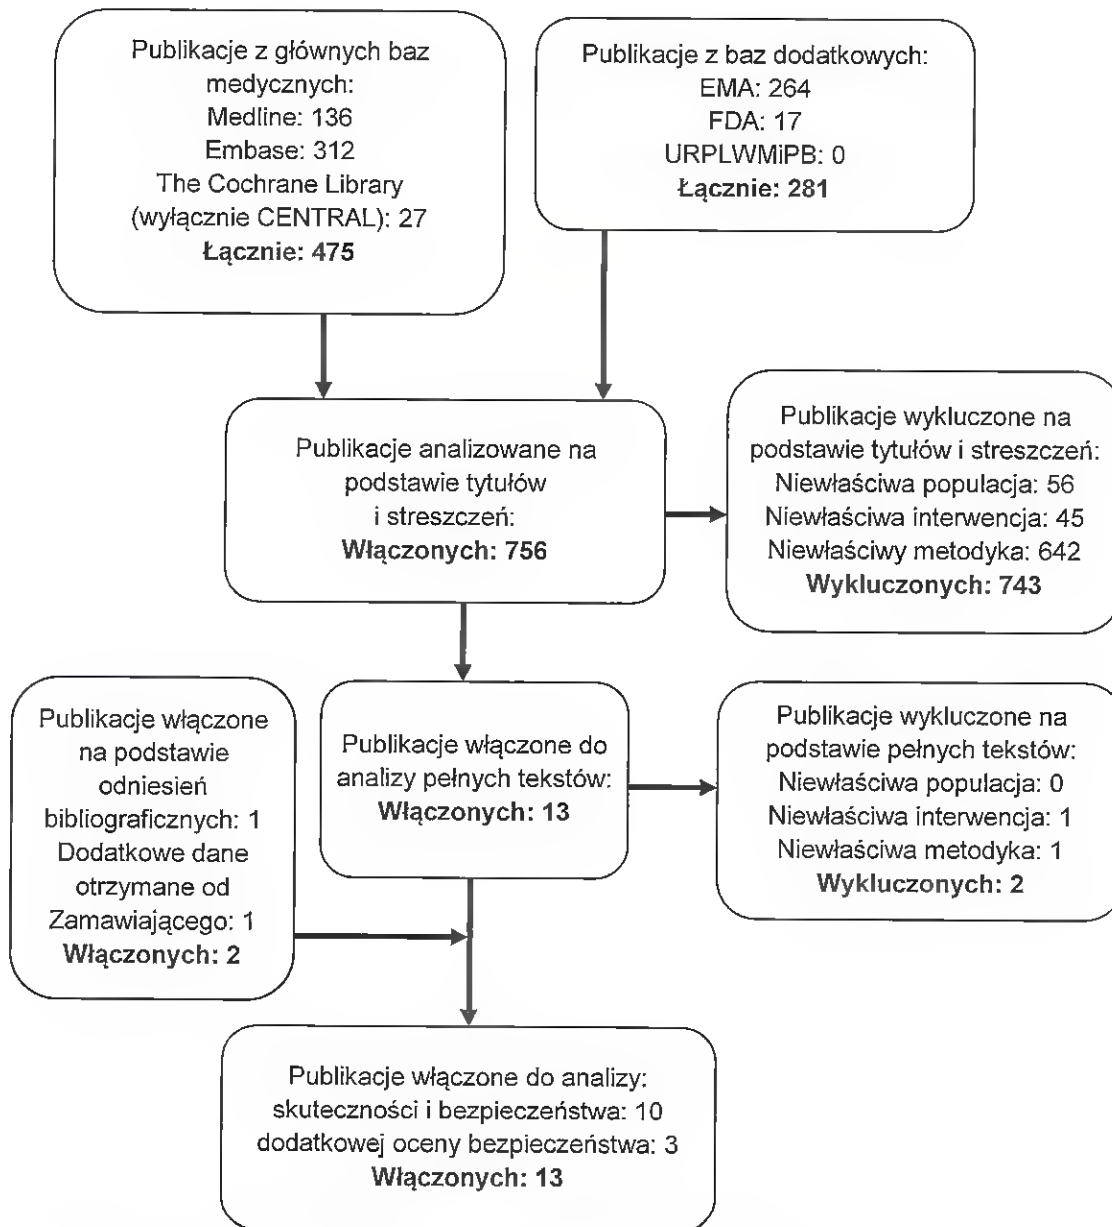 Publikacje z głównych baz
medycznych:
Medline: 136
Embase: 312
The Cochrane Library
(wyłącznie CENTRAL): 27
Łącznie: 475
Publikacje z baz dodatkowych:
EMA: 264
FDA: 17
URPLWMiPB: 0
Łącznie: 281
Publikacje analizowane na
podstawie tytułów
i streszczeń:
Włączonych: 756
Publikacje wykluczone na
podstawie tytułów i streszczeń:
Niewłaściwa populacja: 56
Niewłaściwa interwencja: 45
Niewłaściwy metodyka: 642
Wykluczonych: 743
Publikacje włączone
na podstawie
odniesień
bibliograficznych: 1
Dodatkowe dane
otrzymane od
Zamawiającego: 1
Włączonych: 2
Publikacje włączone do
analizy pełnych tekstów:
Włączonych: 13
Publikacje wykluczone na
podstawie pełnych tekstów:
Niewłaściwa populacja: 0
Niewłaściwa interwencja: 1
Niewłaściwa metodyka: 1
Wykluczonych: 2
Publikacje włączone do analizy:
skuteczności i bezpieczeństwa: 10
dodatkowej oceny bezpieczeństwa: 3
Włączonych: 13